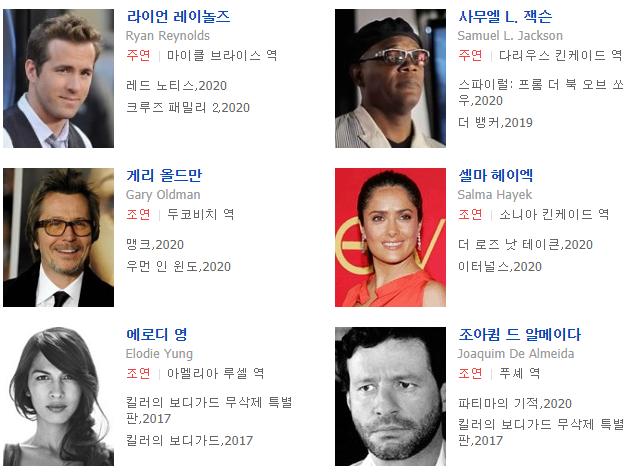 라이언 레이놀즈
Ryan Reynolds
주연 | 마이클 브라이스 역
레드 노티스,2020
크루즈 패밀리 2,2020
사무엘 L. 잭슨
Samuel L. Jackson
주연 | 다리우스 킨케이드 역
스파이럴: 프롬 더 북 오브 쏘
우,2020
더 뱅커,2019
게리 올드만
Gary Oldman
조연 | 두코비치 역
맹크,2020
우먼 인 윈도,2020
셀마 헤이엑
Salma Hayek
조연 | 소니아 킨케이드 역
더 로즈 낫 테이큰,2020
이터널스,2020
에로디 영
Elodie Yung
조연 | 아멜리아 루셀 역
킬러의 보디가드 무삭제 특별
판,2017
킬러의 보디가드,2017
조아큄 드 알메이다
Joaquim De Almeida
조연 | 푸셰 역
파티마의 기적,2020
킬러의 보디가드 무삭제 특별
판,2017